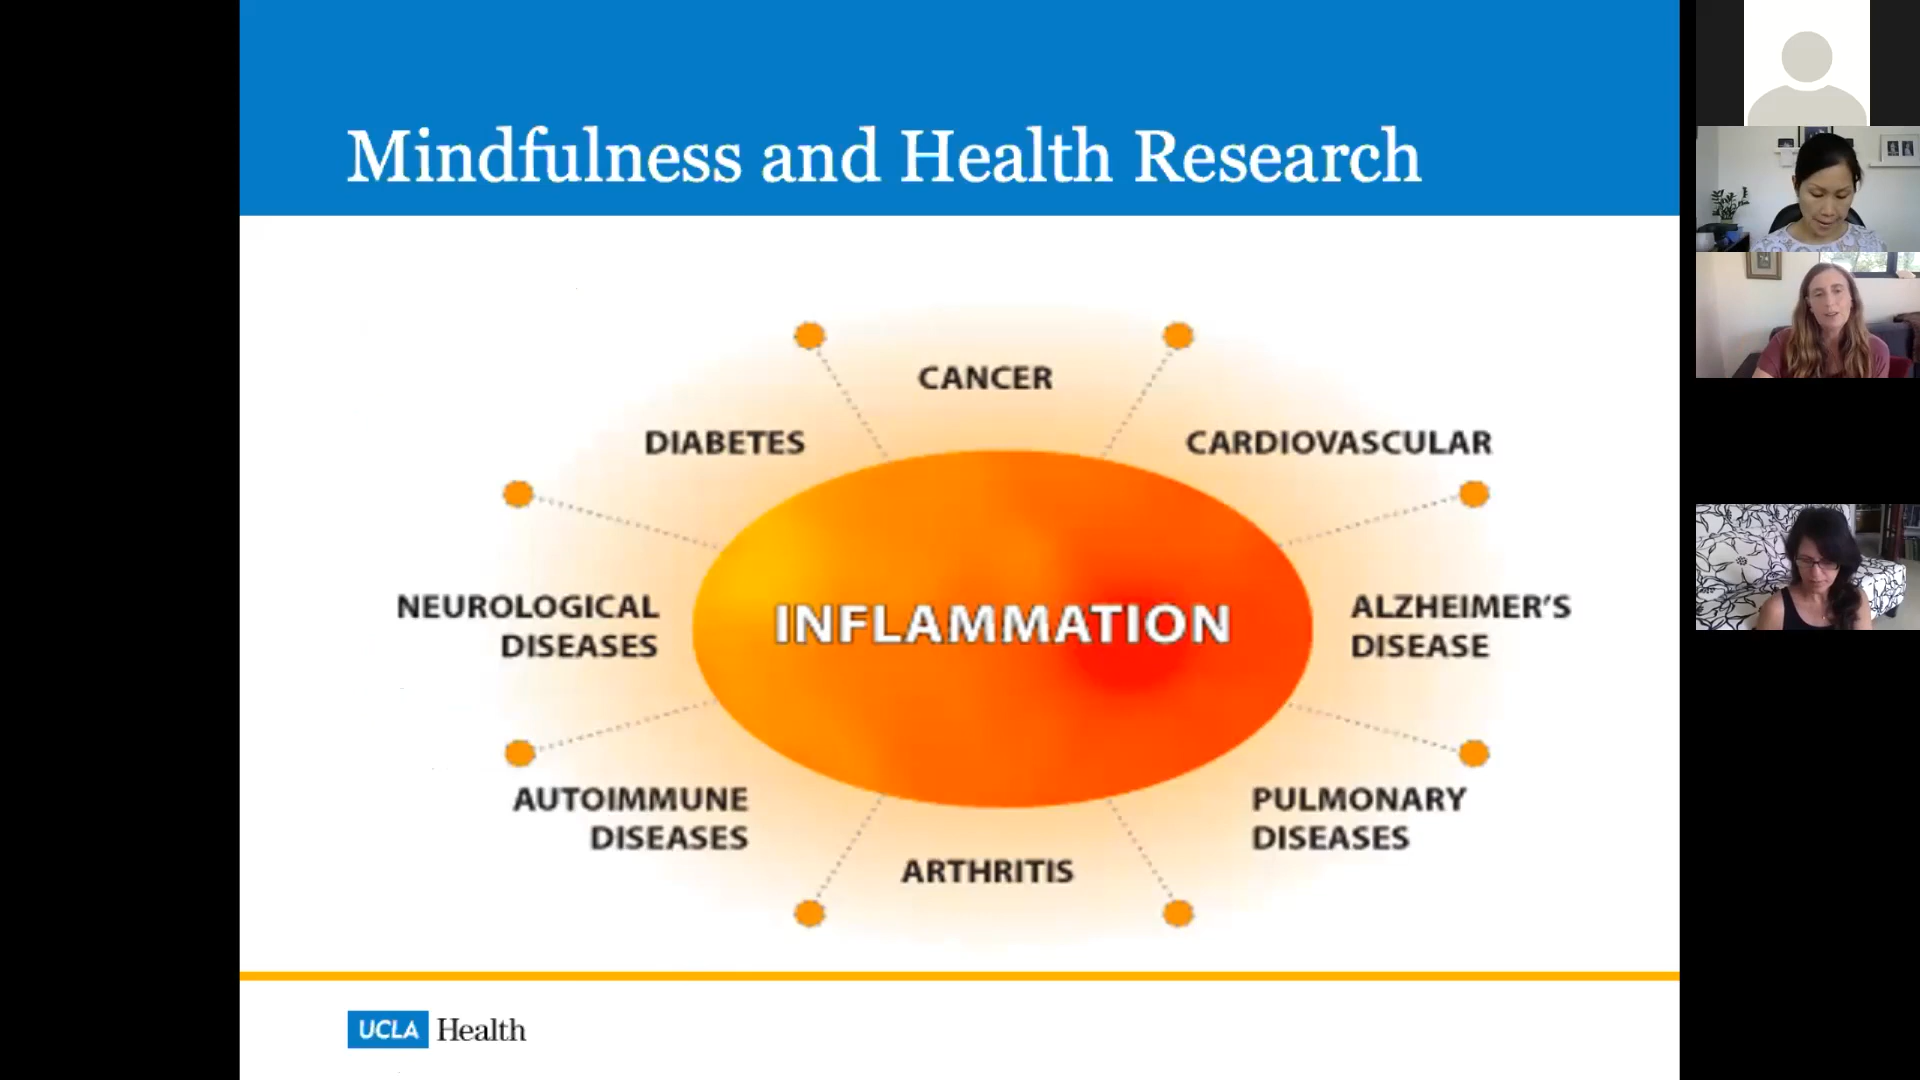 Mindfulness and Health Research
CANCER
DIABETES
CARDIOVASCULAR
NEUROLOGICAL
DISEASES
INFLAMMATION
ALZHEIMER'S
DISEASE
AUTOIMMUNE
DISEASES
PULMONARY
DISEASES
ARTHRITIS
UCLA Health